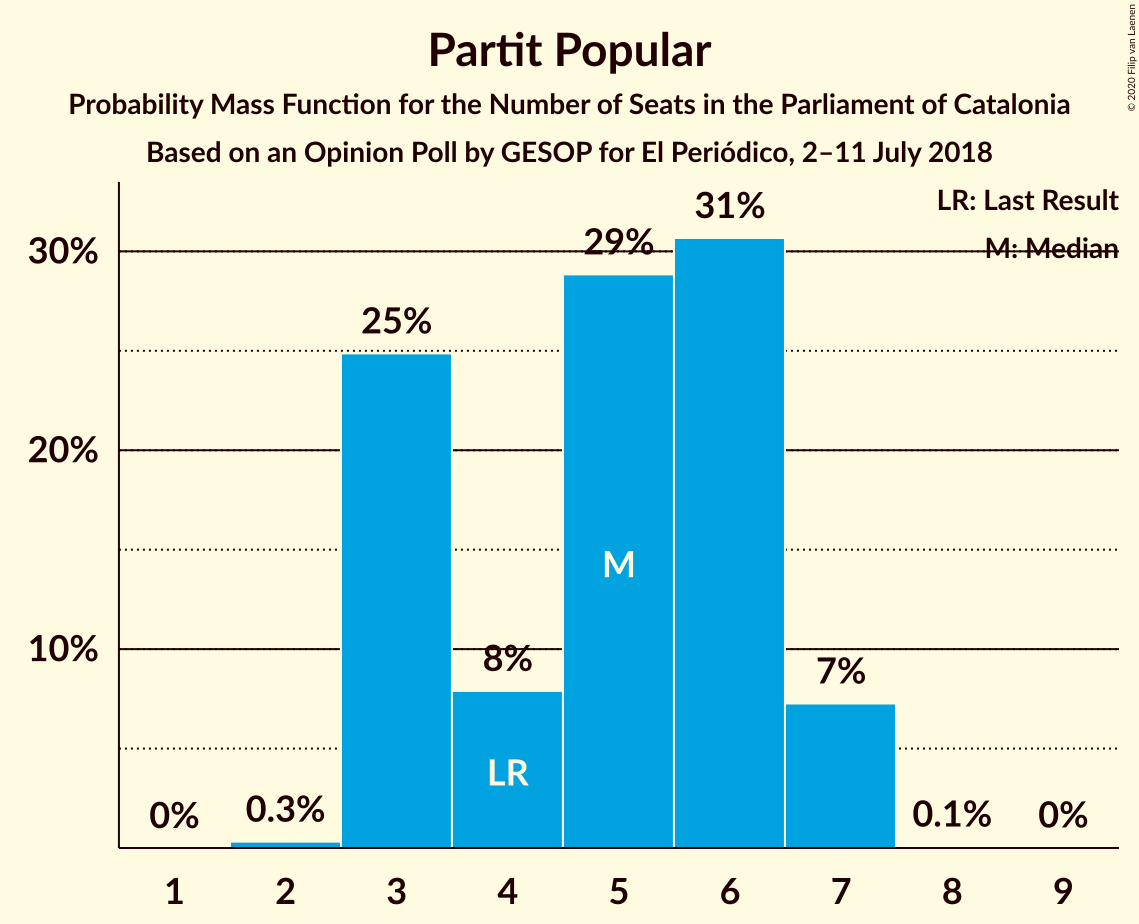 Partit Popular
Probability Mass Function for the Number of Seats in the Parliament of Catalonia
Based on an Opinion Poll by GESOP for El Periódico, 2–11 July 2018
© 2020 Filip van Laenen
LR: Last Result
M: Median
30%
20%
10%
0%
0.3%
25%
8%
29%
31%
7%
0.1%
0%
LR
M
1 2 3 4 5 6 7 8 9